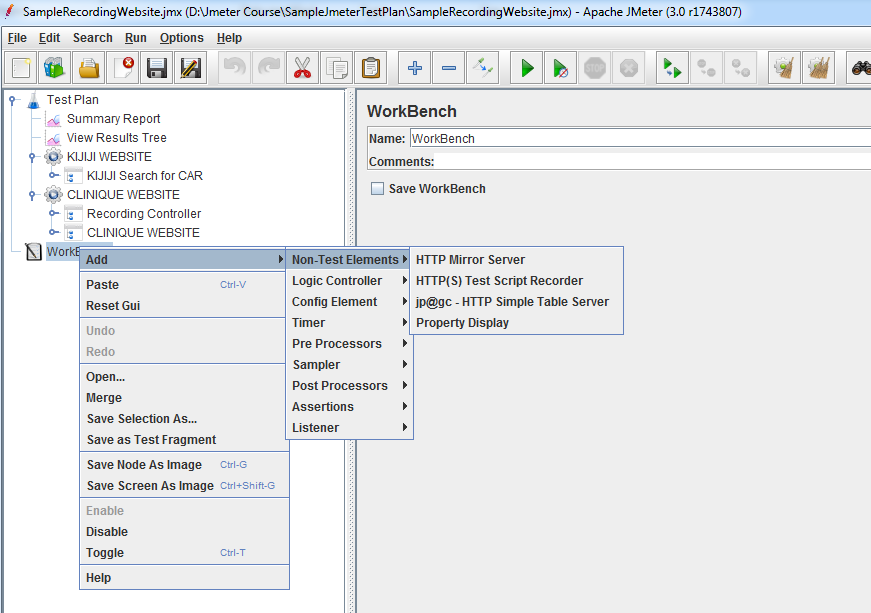 SampleRecordingWebsite.jmx (D:\Jmeter Course\SampleJmeterTestPlan\SampleRecordingWebsite.jmx) - Apache JMeter (3.0 r1743807)
File Edit Search Run Options Help
STOP
Test Plan
Summary Report
View Results Tree
KIJIJI WEBSITE
KIJIJI Search for CAR
CLINIQUE WEBSITE
Recording Controller
CLINIQUE WEBSITE
WorkBench
Name: WorkBench
Comments:
Save WorkBench
Work
Add
Paste Ctrl-V
Reset Gui
Undo
Redo
Open...
Merge
Save Selection As...
Save as Test Fragment
Save Node As Image Ctrl-G
Save Screen As Image Ctrl+Shift-G
Enable
Disable
Toggle Ctrl-T
Help
Non-Test Elements
Logic Controller
Config Element
Timer
Pre Processors
Sampler
Post Processors
Assertions
Listener
HTTP Mirror Server
HTTP(S) Test Script Recorder
jp@gc - HTTP Simple Table Server
Property Display